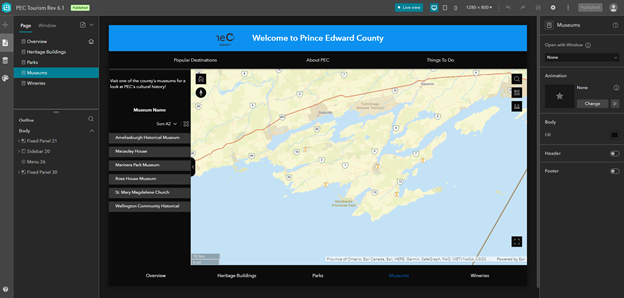 PEC Tourism Rev 6.1
Published
Live view
1280 × 800
Published
Page
Window
Overview
Heritage Buildings
Parks
Museums
Wineries
Outline
Body
Fixed Panel 21
Sidebar 20
Menu 26
Fixed Panel 30
Welcome to Prince Edward County
Popular Destinations
About PEC
Things To Do
Visit one of the county's museums for a
look at PEC's cultural history!
Museum Name
Sort AZ
Ameliasburgh Historical Museum
Macauley House
Mariners Park Museum
Rose House Museum
St. Mary Magdelene Church
Wellington Community Historical
Province of Ontario, Esri Canada, Esri, HERE, Garmin, SafeGraph, FAO, METI/NASA, USGS
Powered by Esri
Overview
Heritage Buildings
Parks
Museums
Wineries
Museums
Open with Window
None
Animation
None
Change
Body
Fill
Header
Footer